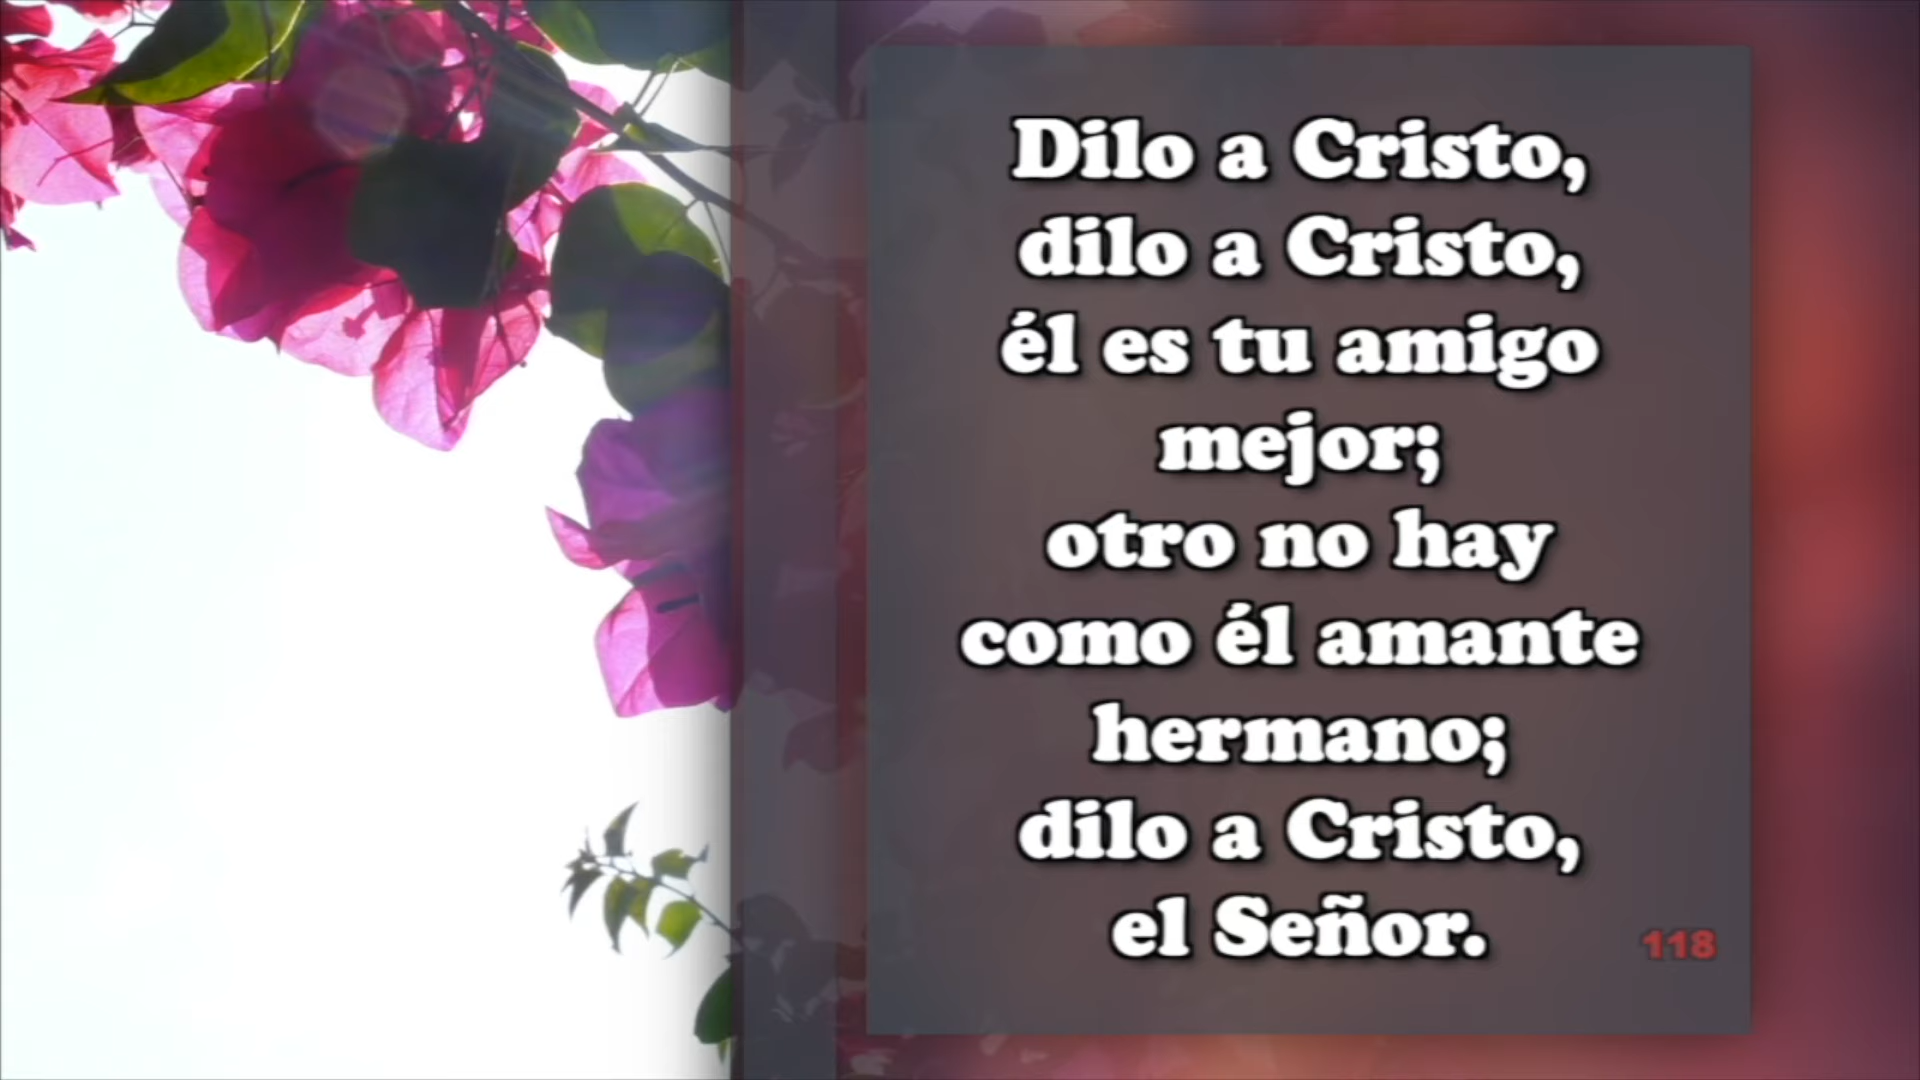 Dilo a Cristo,
dilo a Cristo,
él es tu amigo
mejor;
otro no hay
como él amante
hermano;
dilo a Cristo,
el Señor.
118